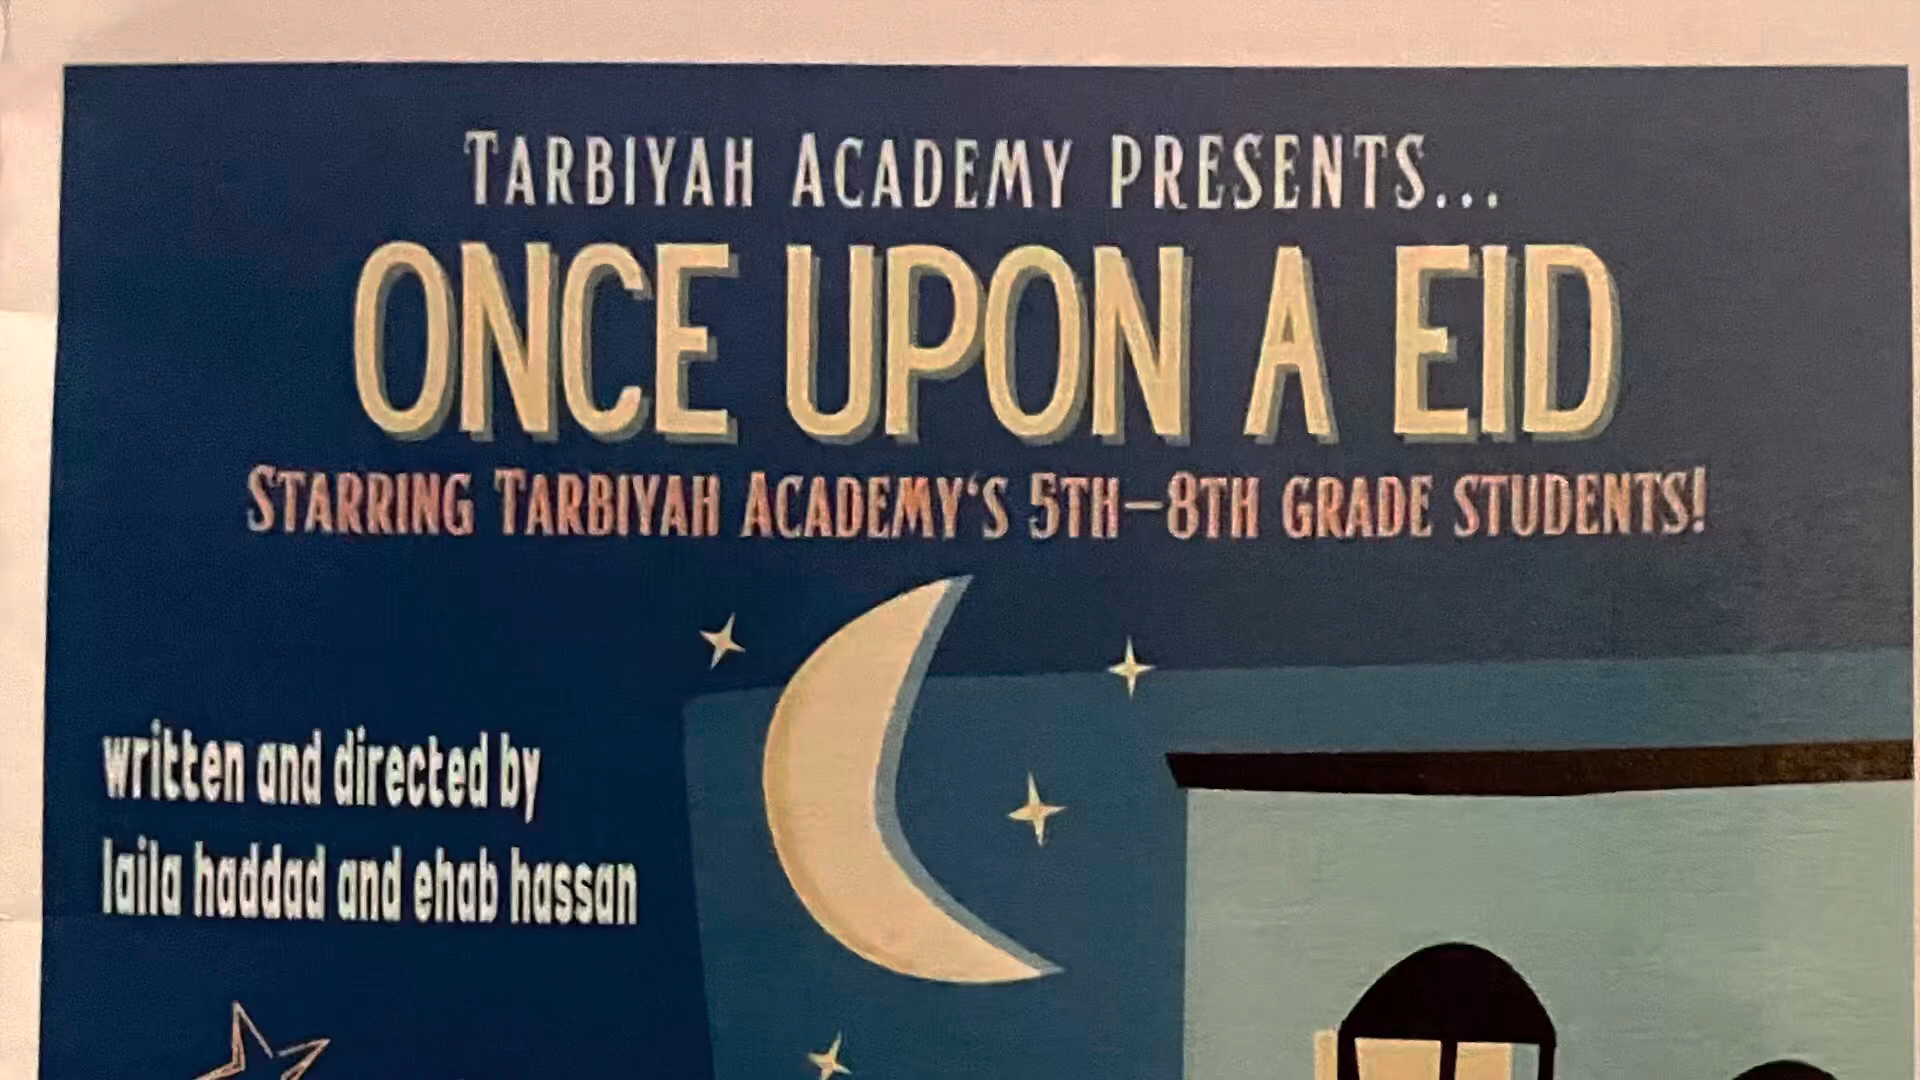 TARBIYAH ACADEMY PRESENTS...
ONCE UPON A EID
STARRING TARBIYAH ACADEMY'S 5TH–8TH GRADE STUDENTS!
written and directed by
laila haddad and ehab hassan